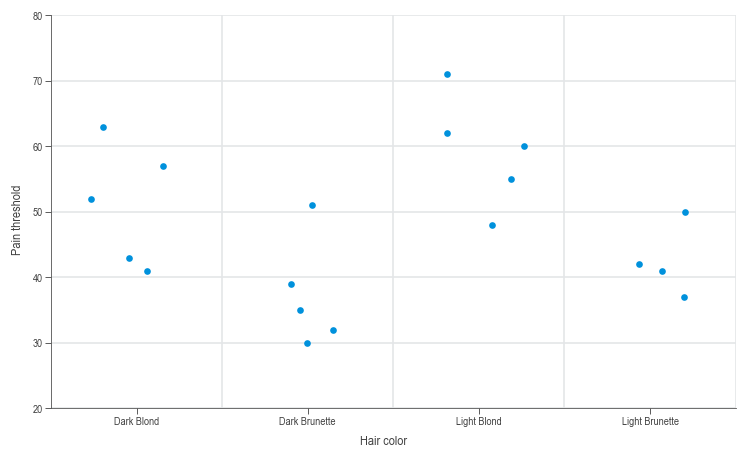 80
70
60
50
40
30
20
Pain threshold
Dark Blond
Dark Brunette
Light Blond
Light Brunette
Hair color